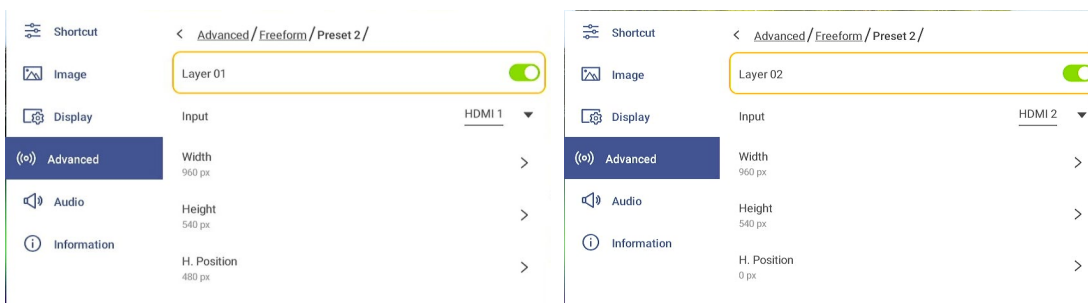 Shortcut
Image
Display
Advanced
Audio
Information
Advanced/Freeform/Preset 2/
Layer 01
Input HDMI 1
Width
960 px
Height
540 px
H. Position
480 px
Shortcut
Image
Display
Advanced
Audio
Information
Advanced/Freeform/Preset 2/
Layer 02
Input HDMI 2
Width
960 px
Height
540 px
H. Position
0 px